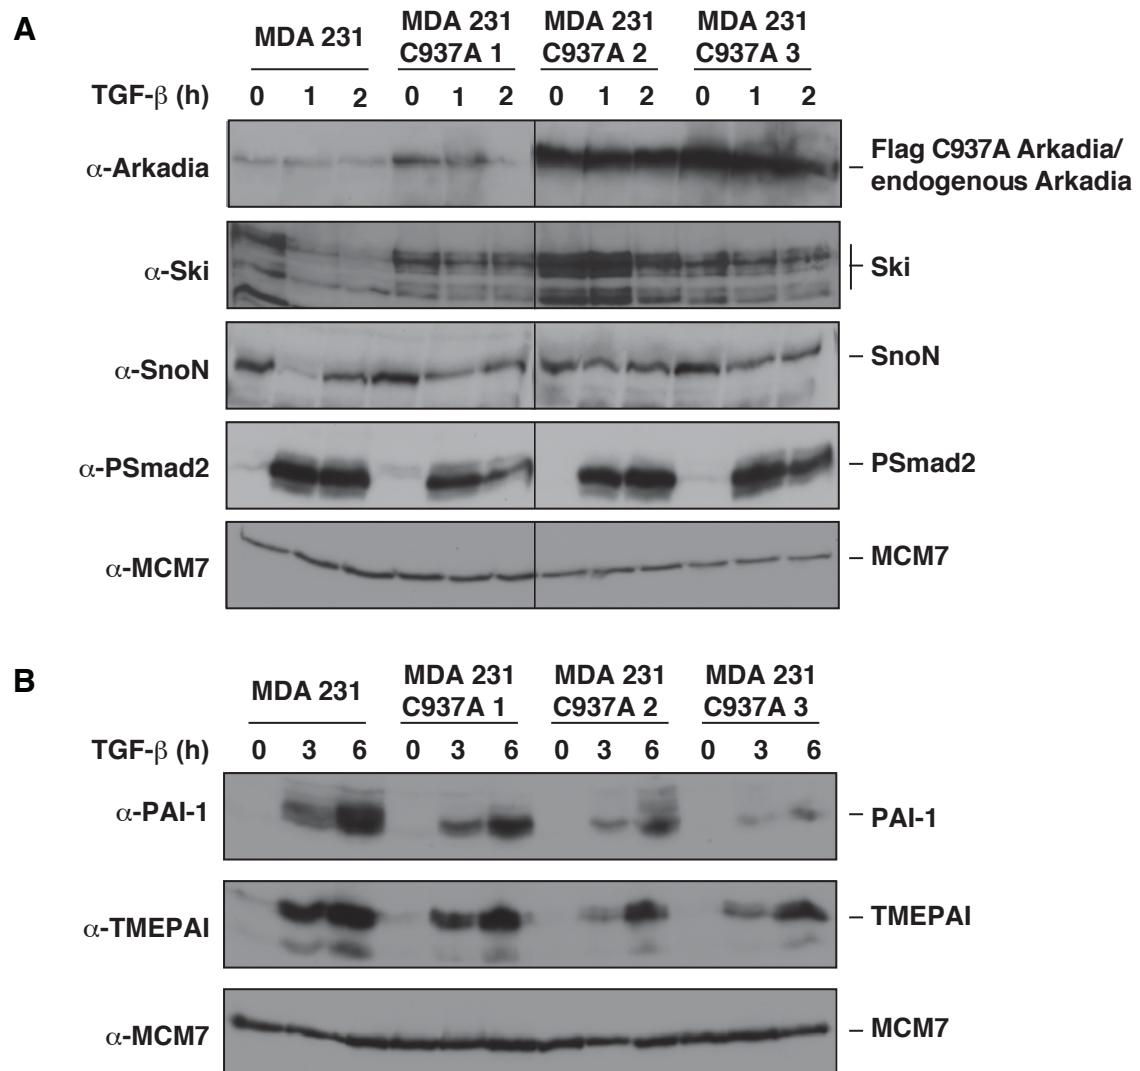 A
MDA 231
MDA 231
C937A 1
MDA 231
C937A 2
MDA 231
C937A 3
TGF-β (h)
0 1 2 0 1 2 0 1 2 0 1 2
α-Arkadia
Flag C937A Arkadia/
endogenous Arkadia
α-Ski
Ski
α-SnoN
SnoN
α-PSmad2
PSmad2
α-MCM7
MCM7
B
MDA 231
MDA 231
C937A 1
MDA 231
C937A 2
MDA 231
C937A 3
TGF-β (h)
0 3 6 0 3 6 0 3 6 0 3 6
α-PAI-1
PAI-1
α-TMEPAI
TMEPAI
α-MCM7
MCM7